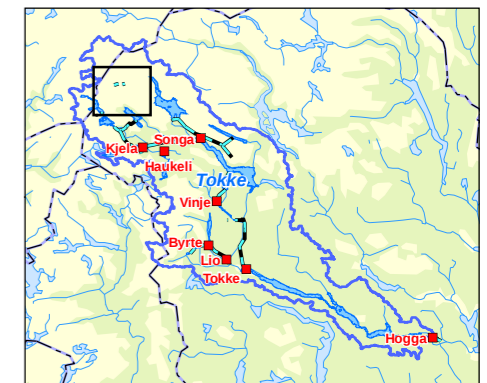 Songa
Kjela
Haukeli
Tokke
Vinje
Byrte
Lio
Tokke
Hogga